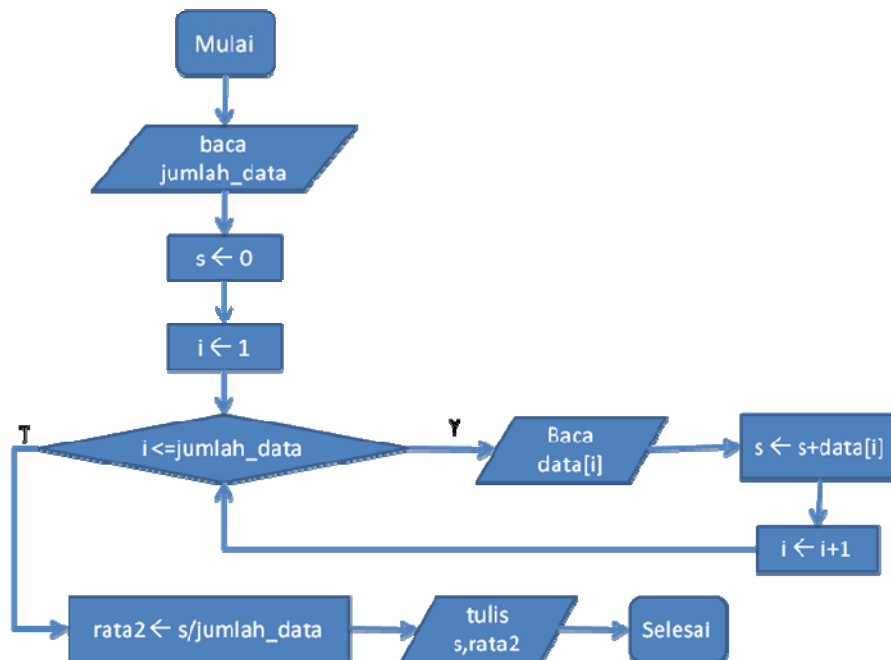 Mulai
baca
jumlah_data
s ← 0
i ← 1
T
i <=jumlah_data
Y
Baca
data[i]
s ← s+data[i]
i ← i+1
rata2 ← s/jumlah_data
tulis
s,rata2
Selesai